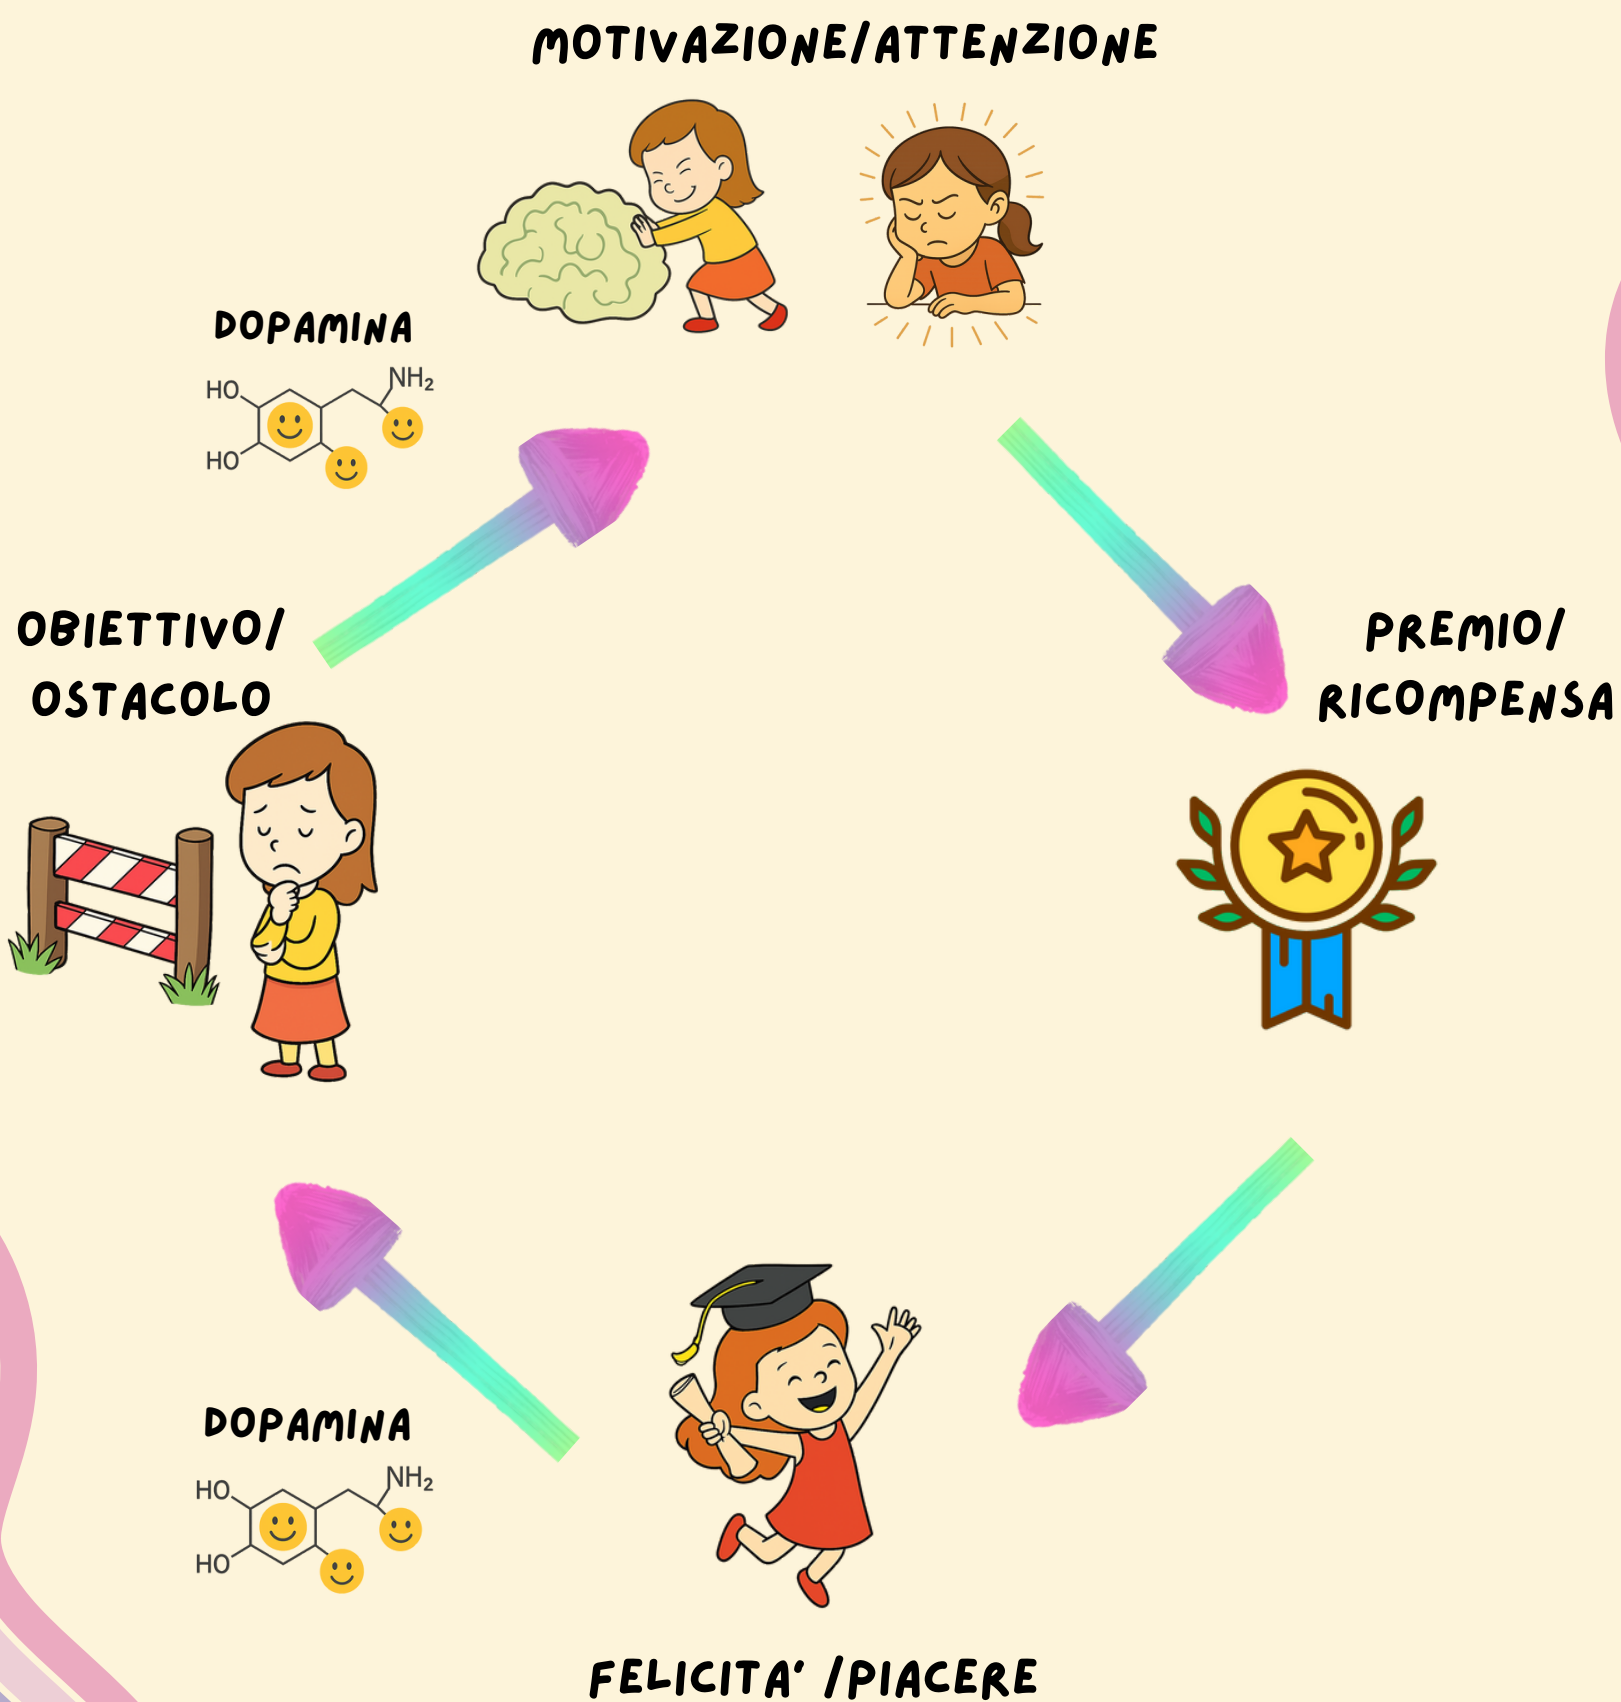 MOTIVAZIONE/ATTENZIONE
DOPAMINA
NH₂
HO
HO
OBIETTIVO/
OSTACOLO
PREMIO/
RICOMPENSA
DOPAMINA
NH₂
HO
HO
FELICITA' /PIACERE